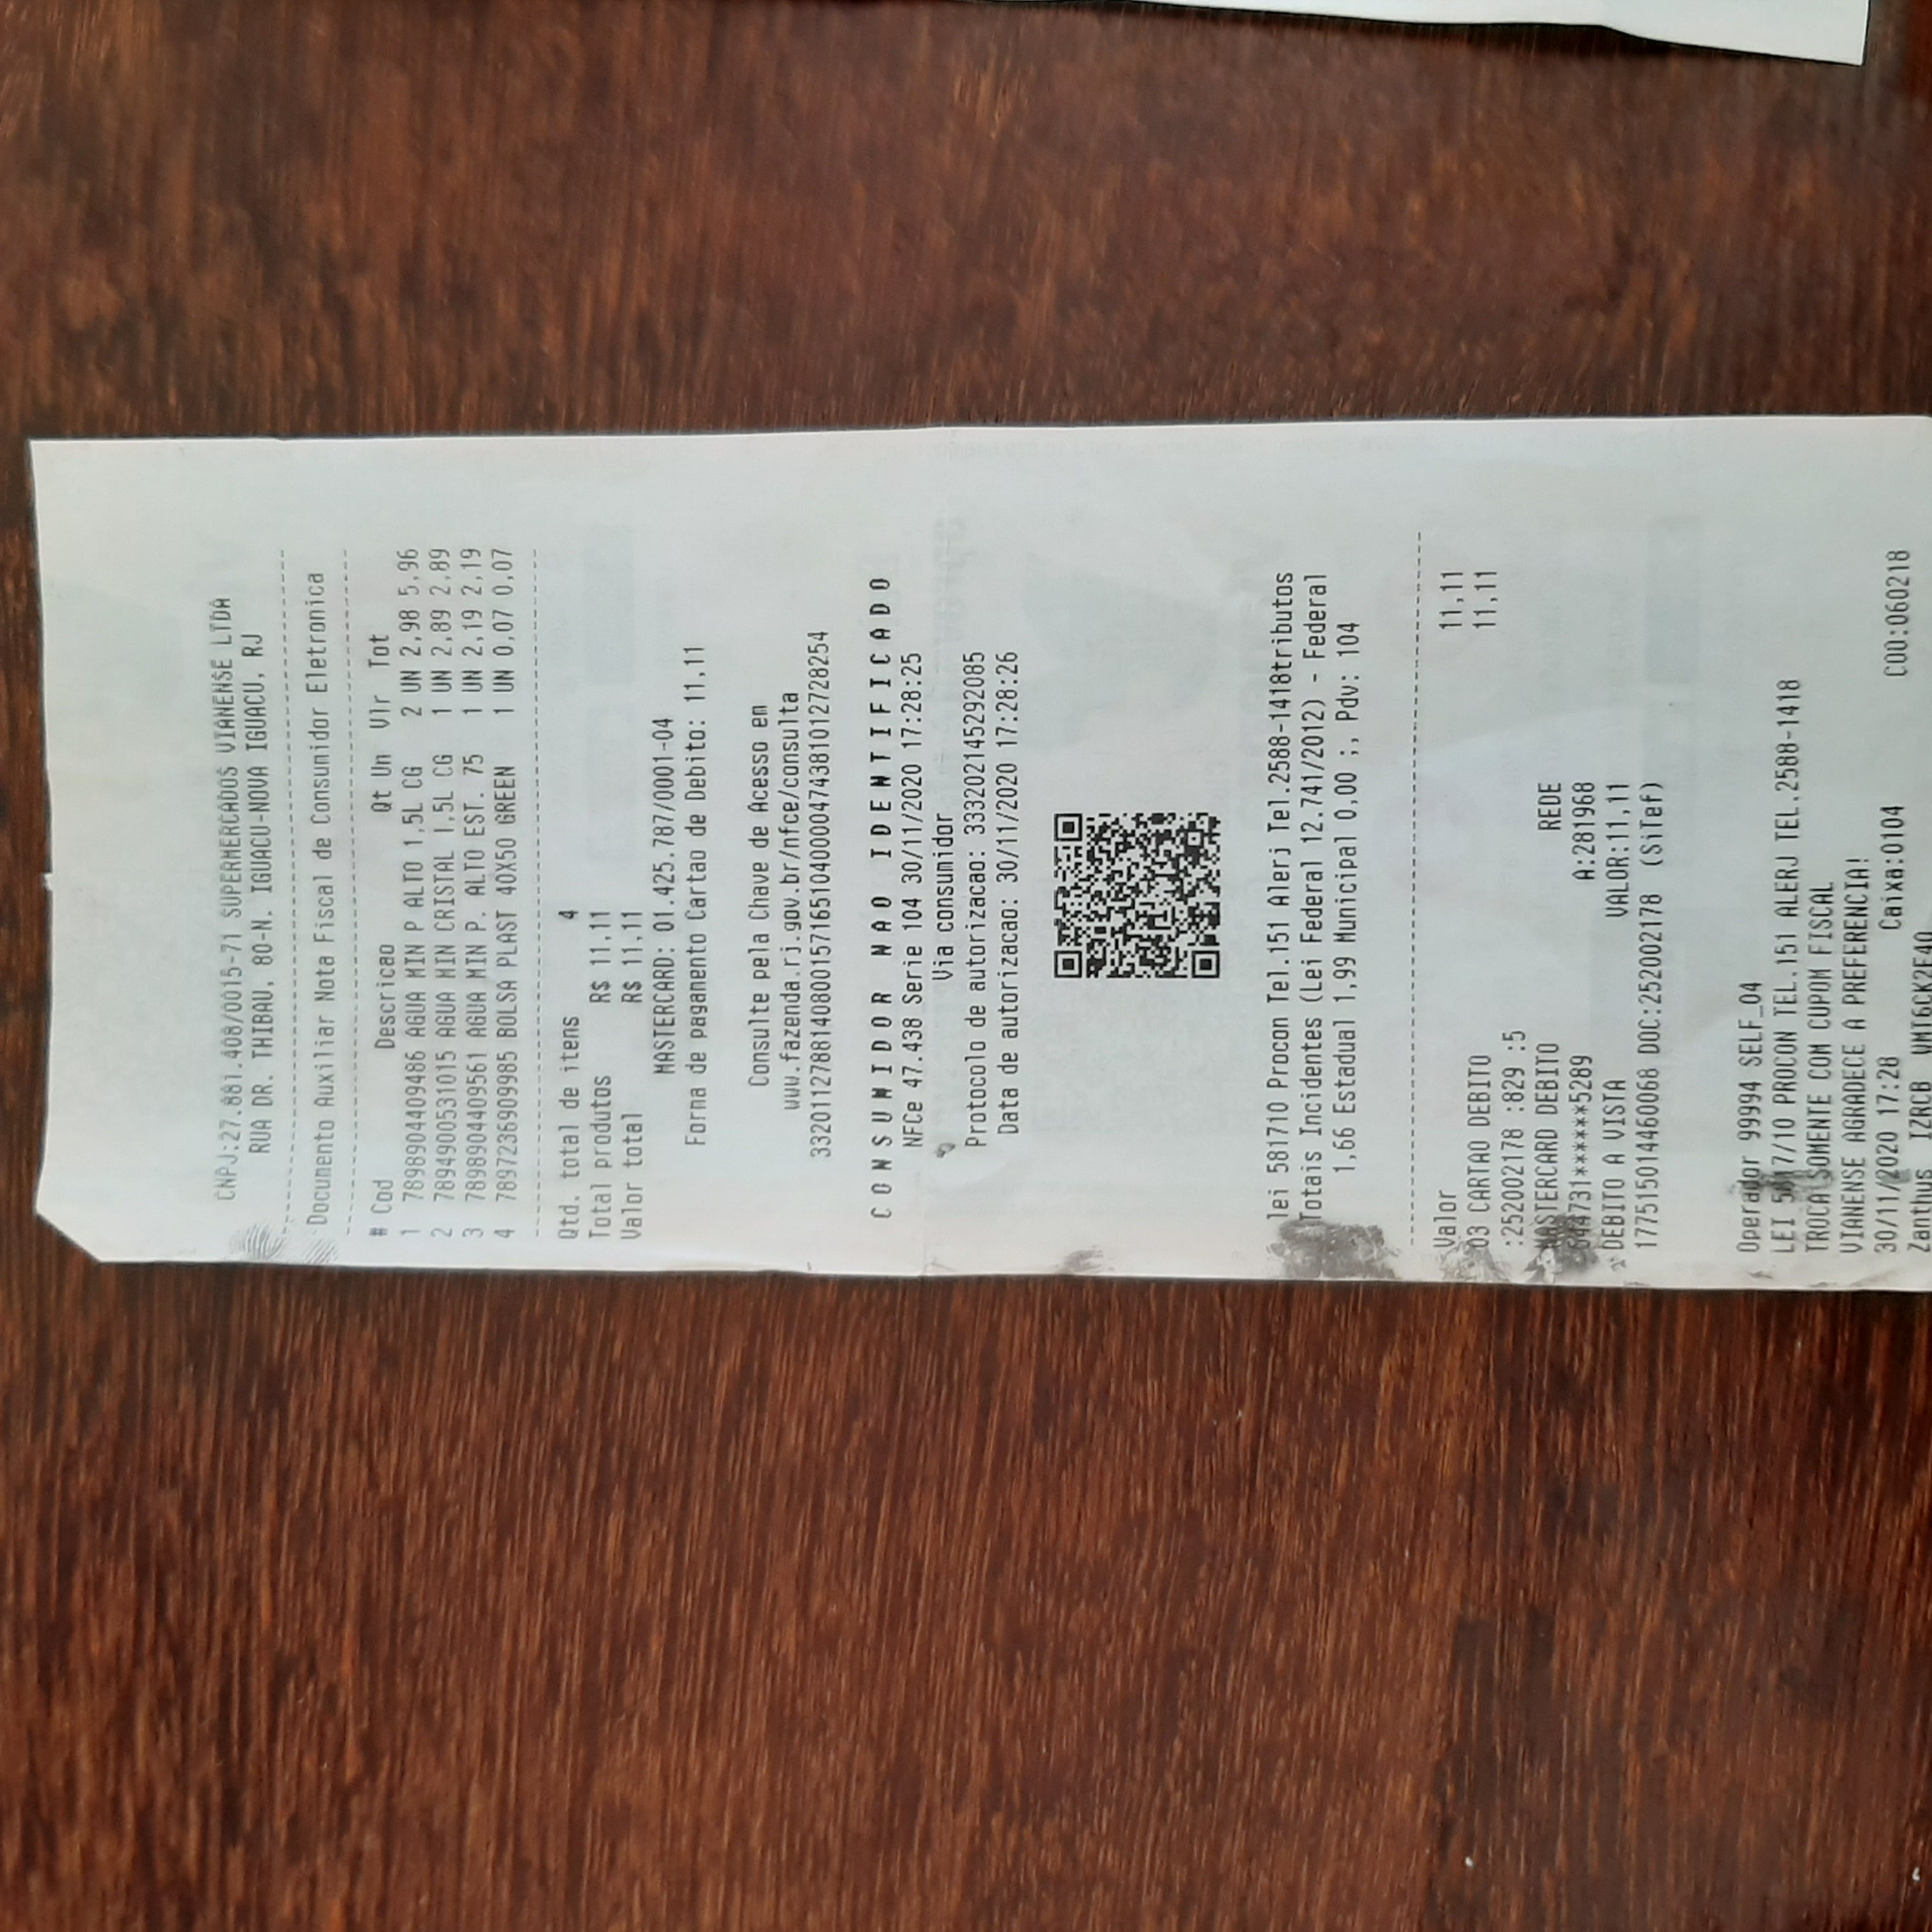 CNPJ:27.881.408/0015-71 SUPERMERCADOS VIANENSE LTDA
RUA DR. THIBAU, 80-N. IGUACU-NOVA IGUACU, RJ
Documento Auxiliar Nota Fiscal de Consumidor Eletronica
# Cod Descricao Qt Un Vlr Tot
1 7898904409486 AGUA MIN P ALTO 1,5L CG 2 UN 2,98 5,96
2 7894900531015 AGUA MIN CRISTAL 1,5L CG 1 UN 2,89 2,89
3 7898904409561 AGUA MIN P. ALTO EST. 75 1 UN 2,19 2,19
4 7897236909985 BOLSA PLAST 40X50 GREEN 1 UN 0,07 0,07
Qtd. total de itens 4
Total produtos R$ 11,11
Valor total R$ 11,11
MASTERCARD: 01.425.787/0001-04
Forma de pagamento Cartao de Debito: 11,11
Consulte pela Chave de Acesso em
www.fazenda.rj.gov.br/nfce/consulta
33201127881408001571651040000474381012728254
CONSUMIDOR NAO IDENTIFICADO
NFCe 47.438 Serie 104 30/11/2020 17:28:25
Via consumidor
Protocolo de autorizacao: 333202145292085
Data de autorizacao: 30/11/2020 17:28:26
lei 581710 Procon Tel.151 Alerj Tel.2588-1418tributos
Totais Incidentes (Lei Federal 12.741/2012) - Federal
1,66 Estadual 1,99 Municipal 0,00 ;, Pdv: 104
Valor 11,11
03 CARTAO DEBITO 11,11
:252002178 :829 :5
MASTERCARD DEBITO REDE
544731******5289 A:281968
DEBITO A VISTA VALOR:11,11
177515014460068 DOC:252002178 (SiTef)
Operador 99994 SELF_04
LEI 5817/10 PROCON TEL.151 ALERJ TEL.2588-1418
TROCA SOMENTE COM CUPOM FISCAL
VIANENSE AGRADECE A PREFERENCIA!
30/11/2020 17:28 Caixa:0104 COO:060218
Zanthus IZRCB